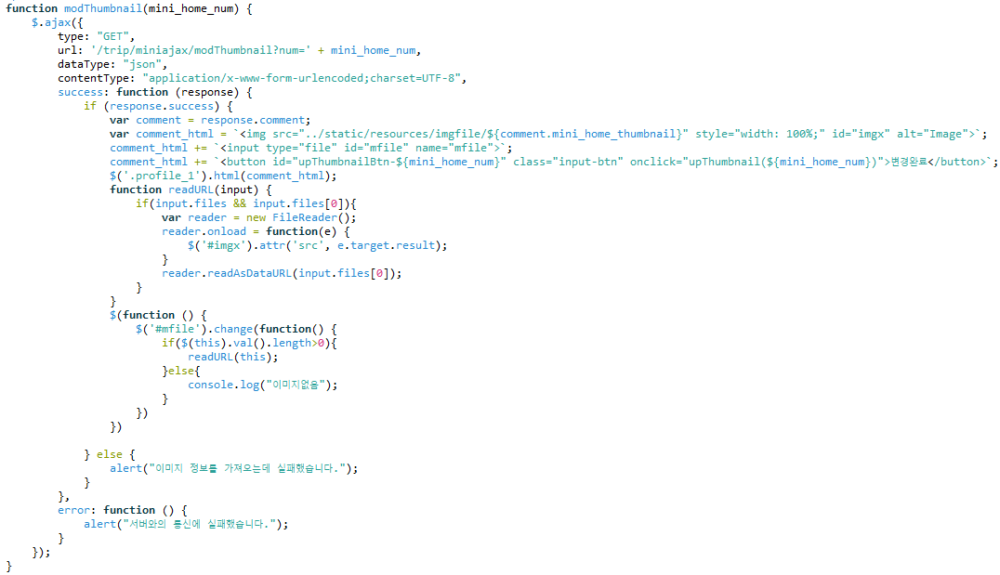 function modThumbnail(mini_home_num) {
    $.ajax({
        type: "GET",
        url: '/trip/miniajax/modThumbnail?num=' + mini_home_num,
        dataType: "json",
        contentType: "application/x-www-form-urlencoded;charset=UTF-8",
        success: function (response) {
            if (response.success) {
                var comment = response.comment;
                var comment_html = `<img src="../static/resources/imgfile/${comment.mini_home_thumbnail}" style="width: 100%;" id="imgx" alt="Image">`;
                comment_html += `<input type="file" id="mfile" name="mfile">`;
                comment_html += `<button id="upThumbnailBtn-${mini_home_num}" class="input-btn" onclick="upThumbnail(${mini_home_num})">변경완료</button>`;
                $('.profile_1').html(comment_html);
                function readURL(input) {
                    if(input.files && input.files[0]){
                        var reader = new FileReader();
                        reader.onload = function(e) {
                            $('#imgx').attr('src', e.target.result);
                        }
                        reader.readAsDataURL(input.files[0]);
                    }
                }
                $(function () {
                    $('#mfile').change(function() {
                        if($(this).val().length>0){
                            readURL(this);
                        }else{
                            console.log("이미지없음");
                        }
                    })
                })
            } else {
                alert("이미지 정보를 가져오는데 실패했습니다.");
            }
        },
        error: function () {
            alert("서버와의 통신에 실패했습니다.");
        }
    });
}